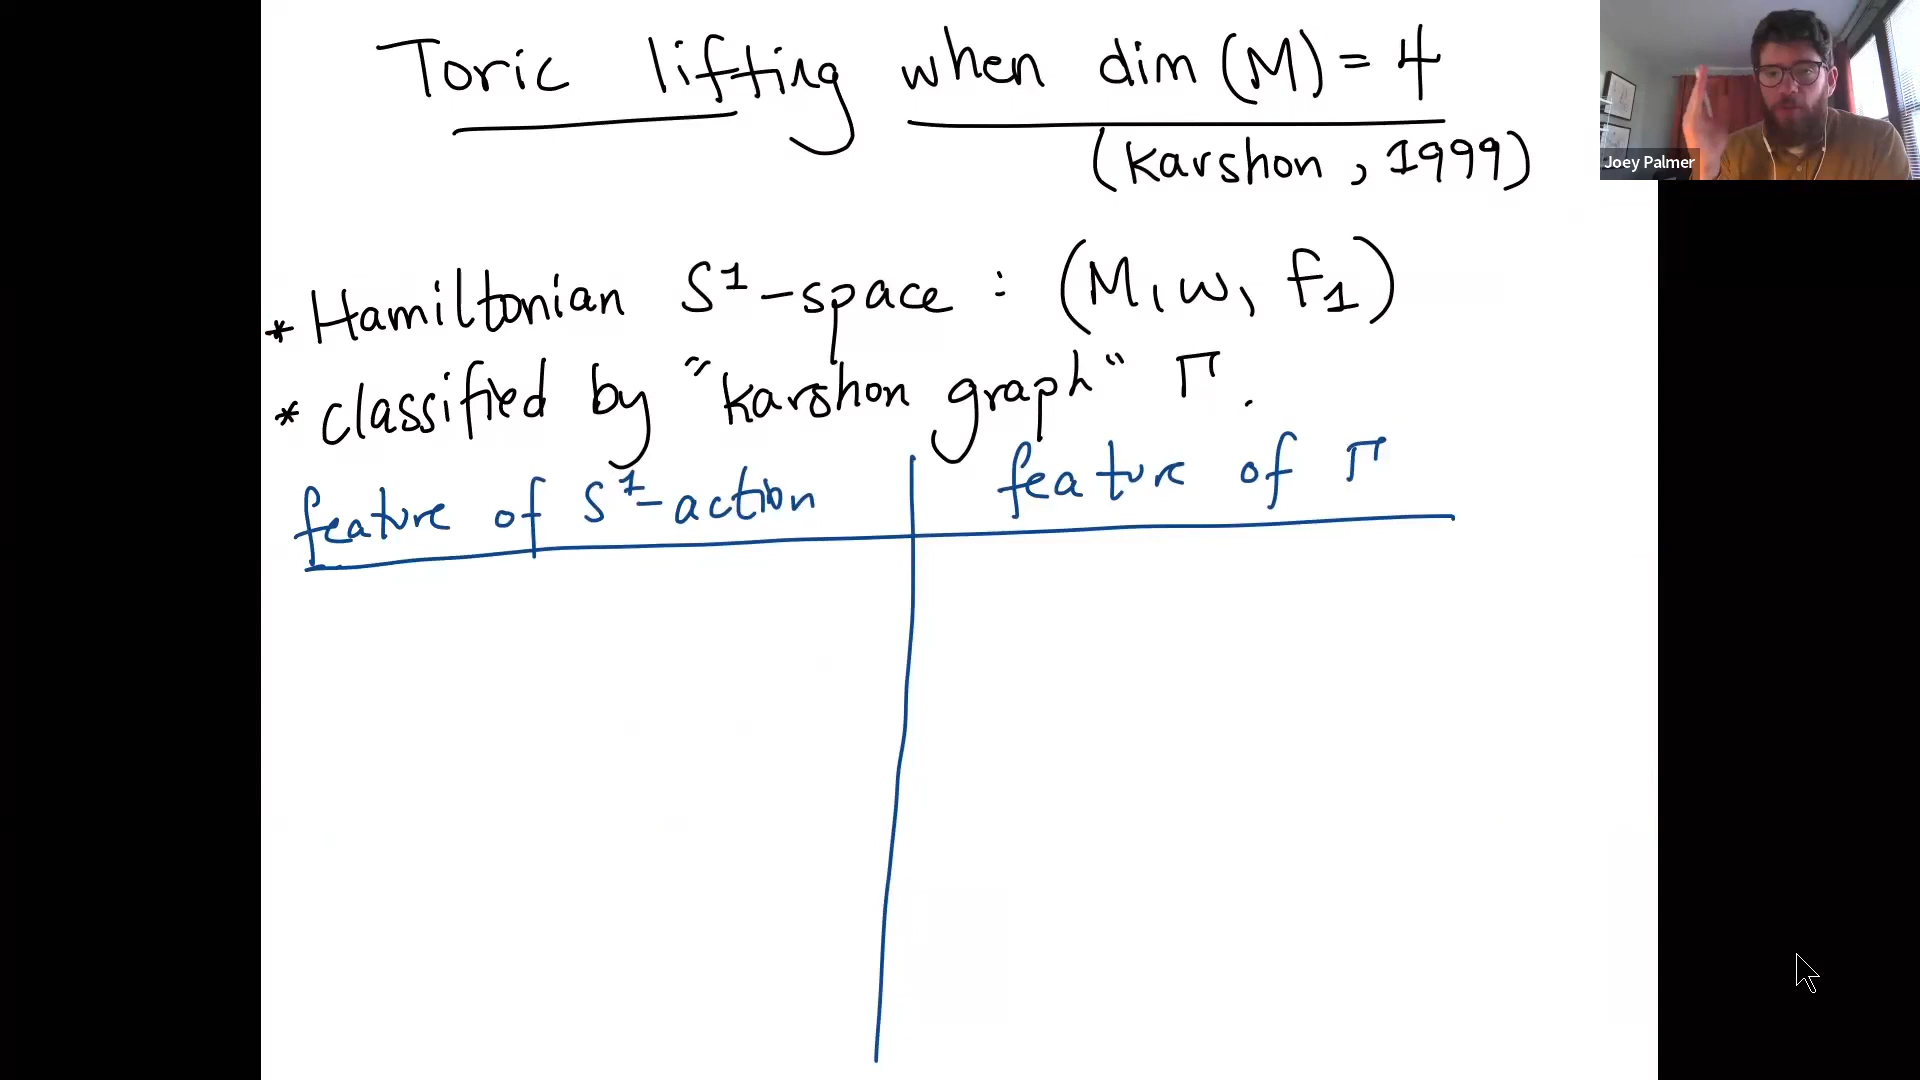 Toric lifting when dim (M) = 4
(Karshon, 1999)
* Hamiltonian S¹-space : (M, ω, f₁)
* classified by "Karshon graph" Γ.
feature of S¹-action | feature of Γ
Joey Palmer